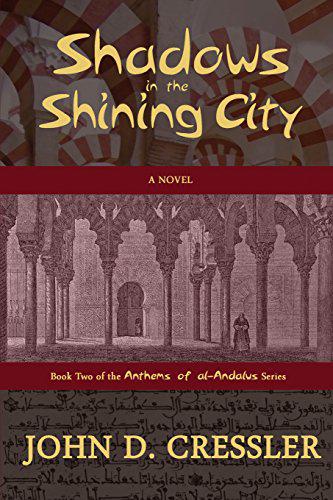 Shadows
in the
Shining City
A NOVEL
Book Two of the Anthems of al-Andalus Series
JOHN D. CRESSLER